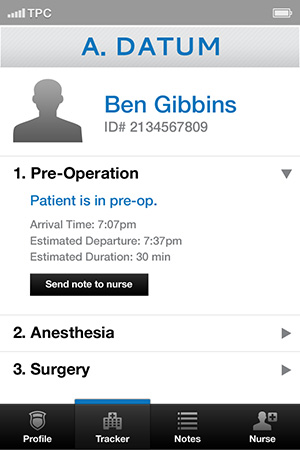 TPC
A. DATUM
Ben Gibbins
ID# 2134567809
1. Pre-Operation
Patient is in pre-op.
Arrival Time: 7:07pm
Estimated Departure: 7:37pm
Estimated Duration: 30 min
Send note to nurse
2. Anesthesia
3. Surgery
Profile
Tracker
Notes
Nurse